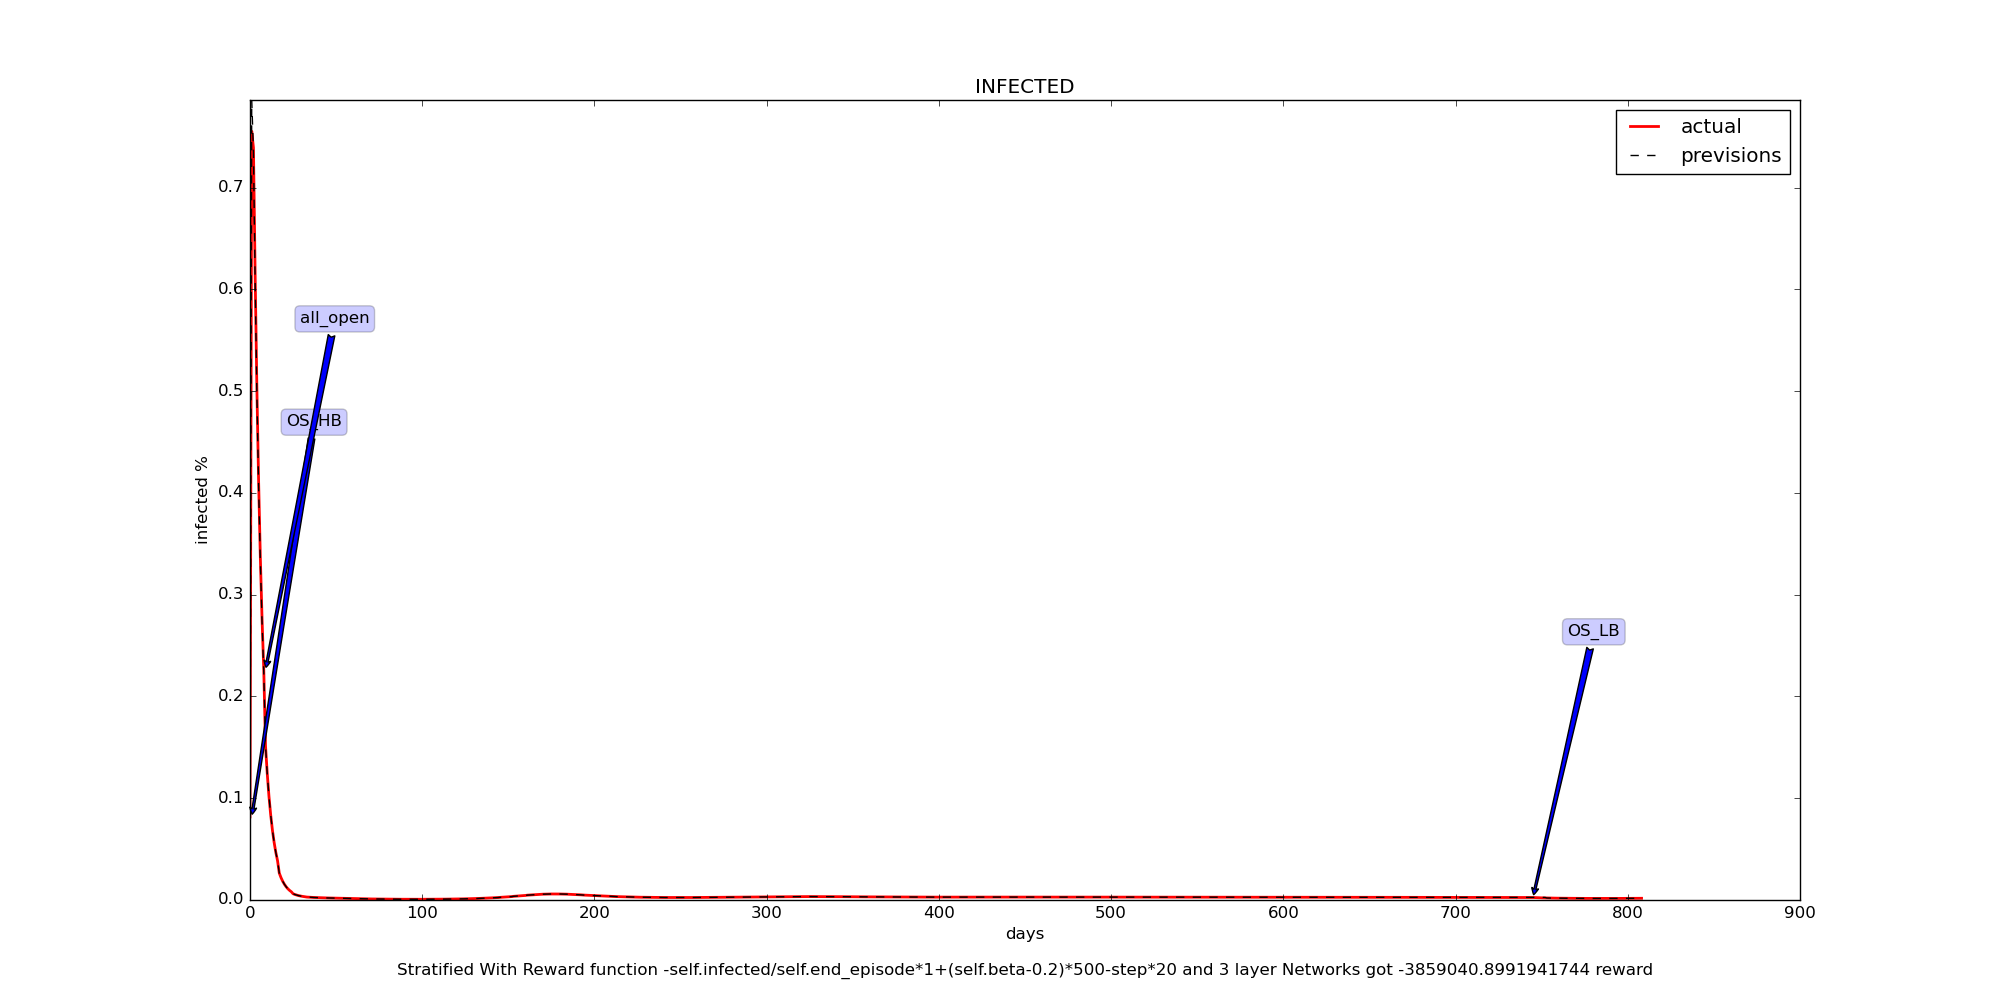 INFECTED
actual
previsions
0.7
0.6
0.5
0.4
0.3
0.2
0.1
0.0
infected %
all_open
OS_HB
OS_LB
0 100 200 300 400 500 600 700 800 900
days
Stratified With Reward function -self.infected/self.end_episode*1+(self.beta-0.2)*500-step*20 and 3 layer Networks got -3859040.8991941744 reward